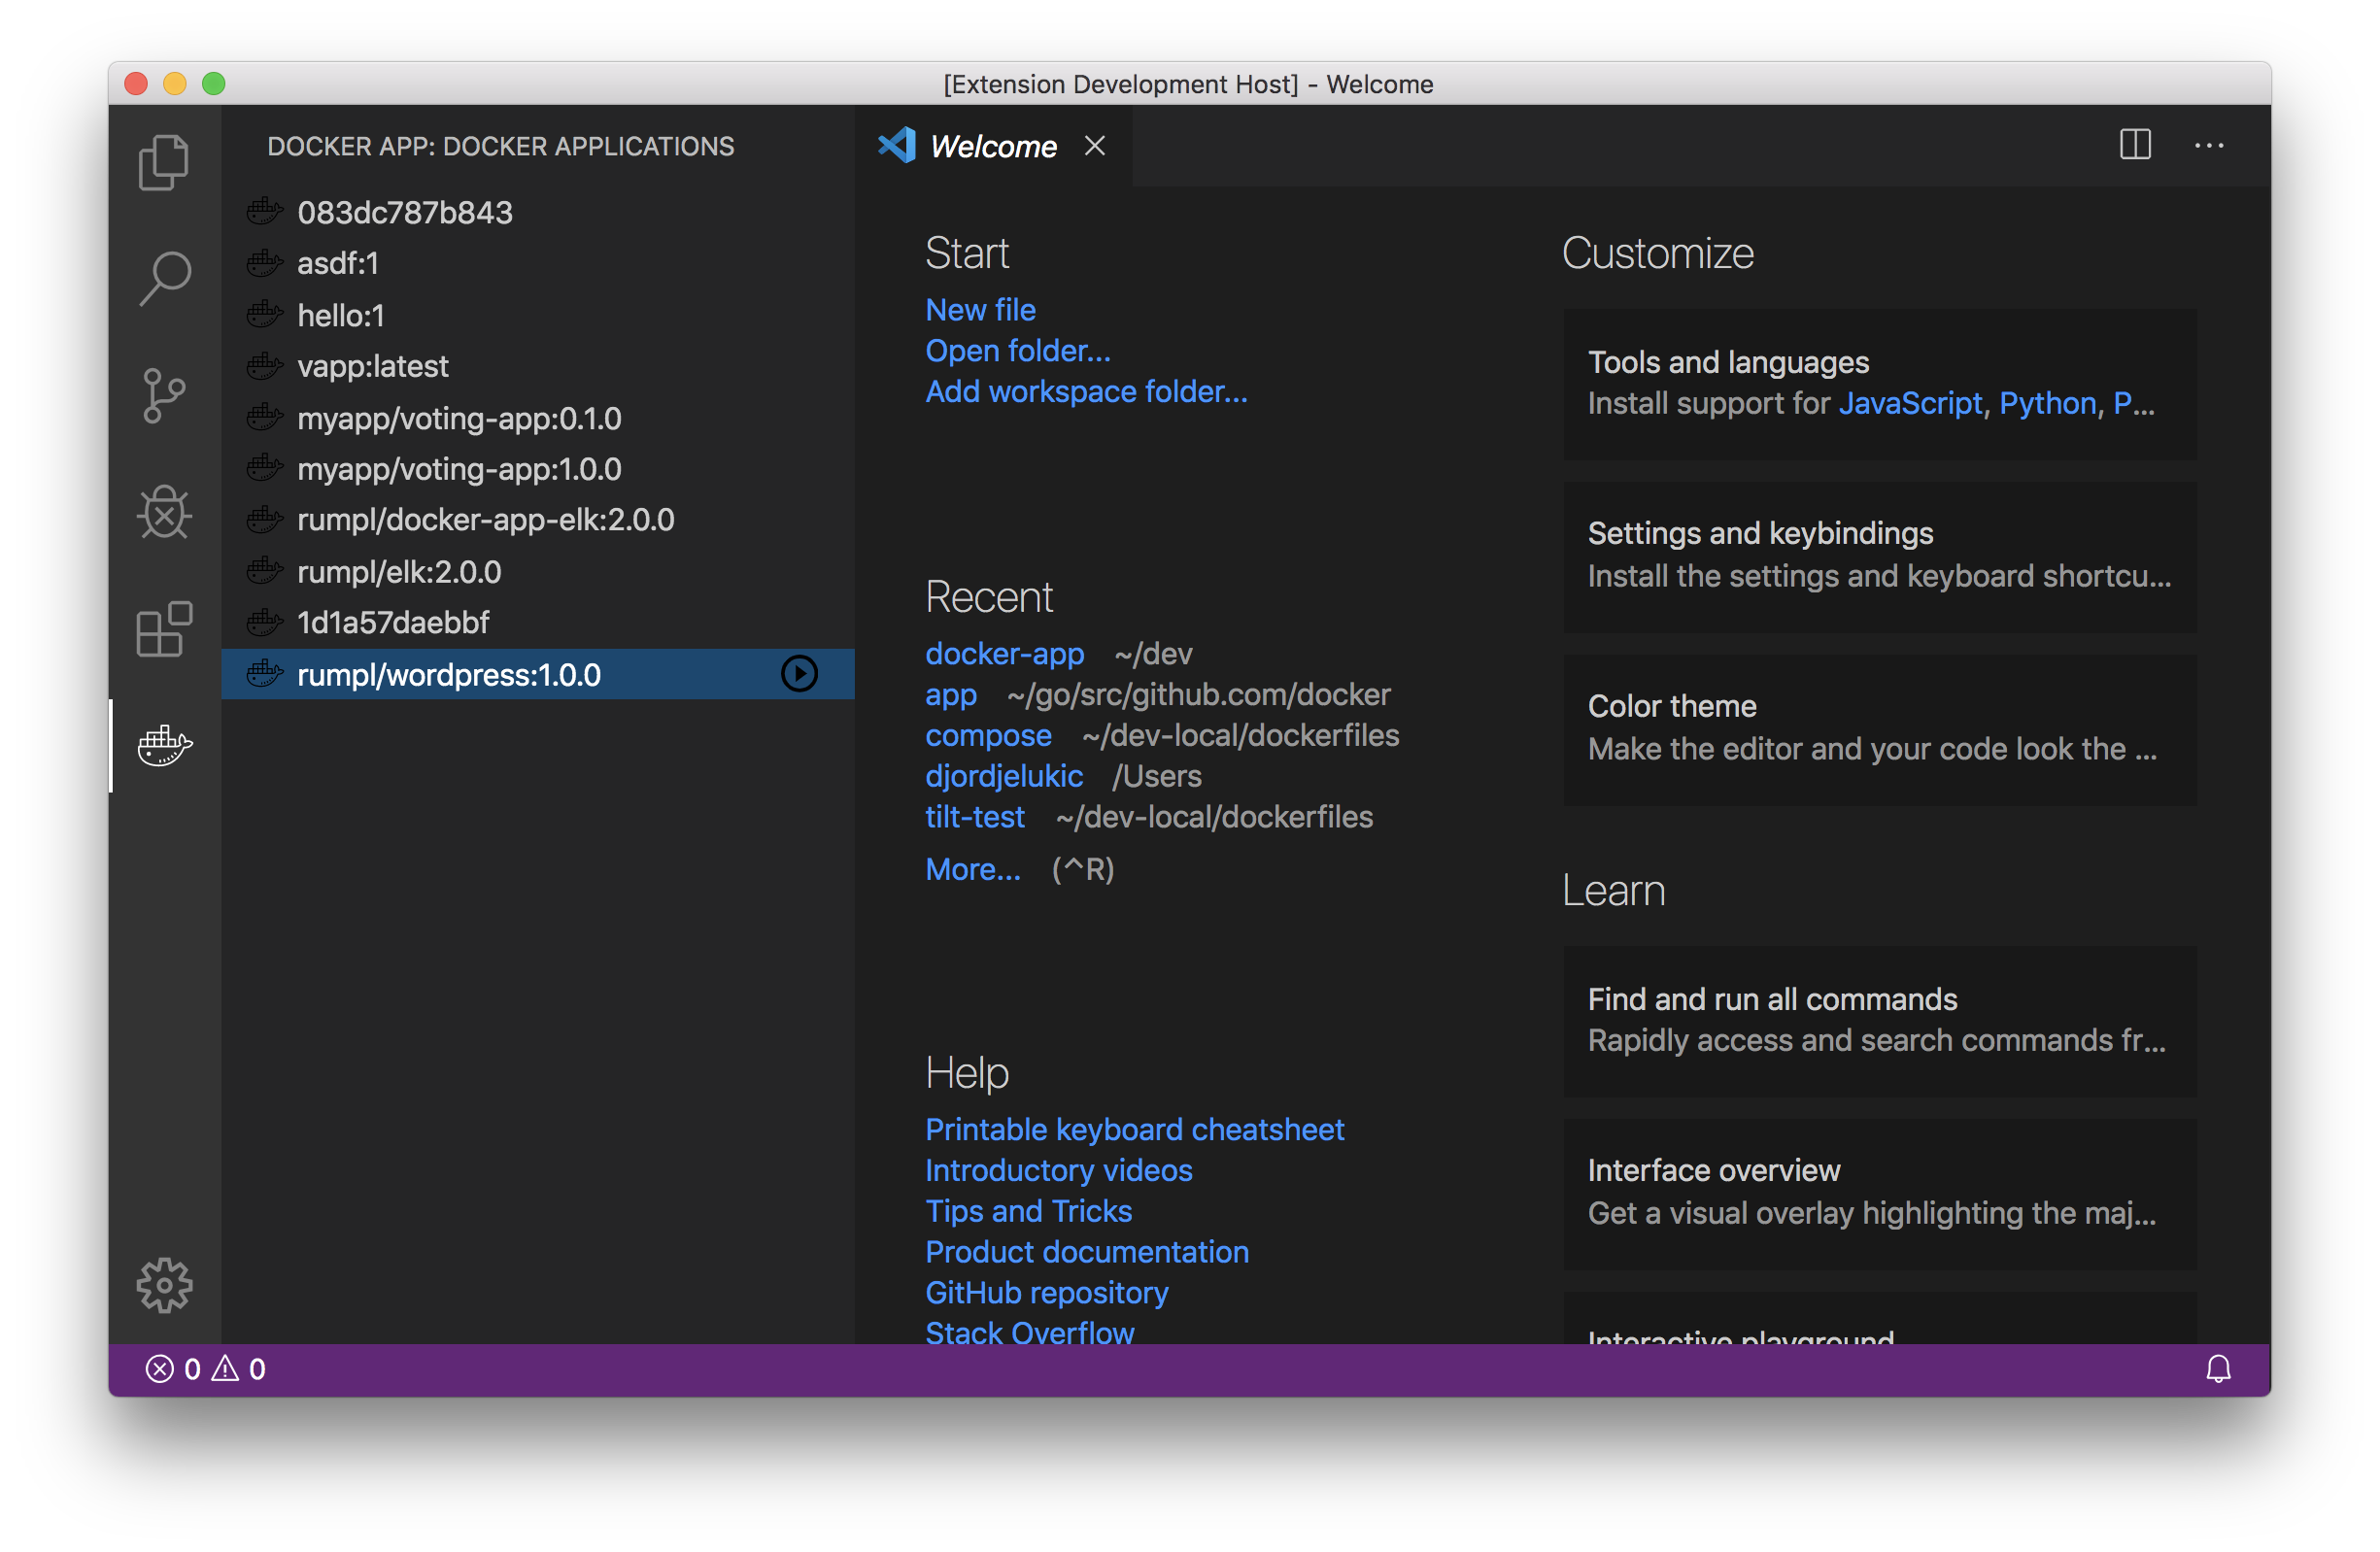 [Extension Development Host] - Welcome
DOCKER APP: DOCKER APPLICATIONS
083dc787b843
asdf:1
hello:1
vapp:latest
myapp/voting-app:0.1.0
myapp/voting-app:1.0.0
rumpl/docker-app-elk:2.0.0
rumpl/elk:2.0.0
1d1a57daebbf
rumpl/wordpress:1.0.0
Welcome
Start
New file
Open folder...
Add workspace folder...
Recent
docker-app ~/dev
app ~/go/src/github.com/docker
compose ~/dev-local/dockerfiles
djordjelukic /Users
tilt-test ~/dev-local/dockerfiles
More... (^R)
Help
Printable keyboard cheatsheet
Introductory videos
Tips and Tricks
Product documentation
GitHub repository
Stack Overflow
Customize
Tools and languages
Install support for JavaScript, Python, P...
Settings and keybindings
Install the settings and keyboard shortcu...
Color theme
Make the editor and your code look the ...
Learn
Find and run all commands
Rapidly access and search commands fr...
Interface overview
Get a visual overlay highlighting the maj...
Interactive playground
0 0